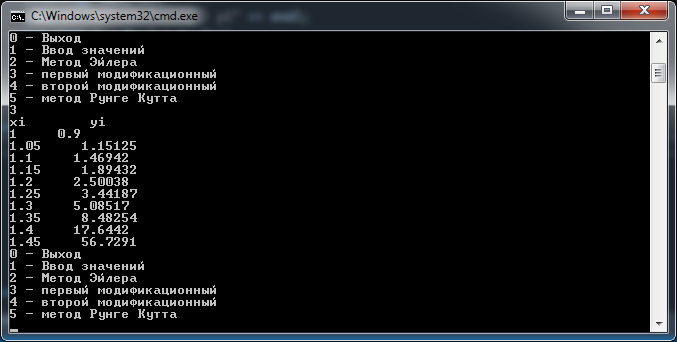 C:\Windows\system32\cmd.exe
0 - Выход
1 - Ввод значений
2 - Метод Эйлера
3 - первый модификационный
4 - второй модификационный
5 - метод Рунге Кутта
3
xi yi
1 0.9
1.05 1.15125
1.1 1.46942
1.15 1.89432
1.2 2.50038
1.25 3.44187
1.3 5.08517
1.35 8.48254
1.4 17.6442
1.45 56.7291
0 - Выход
1 - Ввод значений
2 - Метод Эйлера
3 - первый модификационный
4 - второй модификационный
5 - метод Рунге Кутта